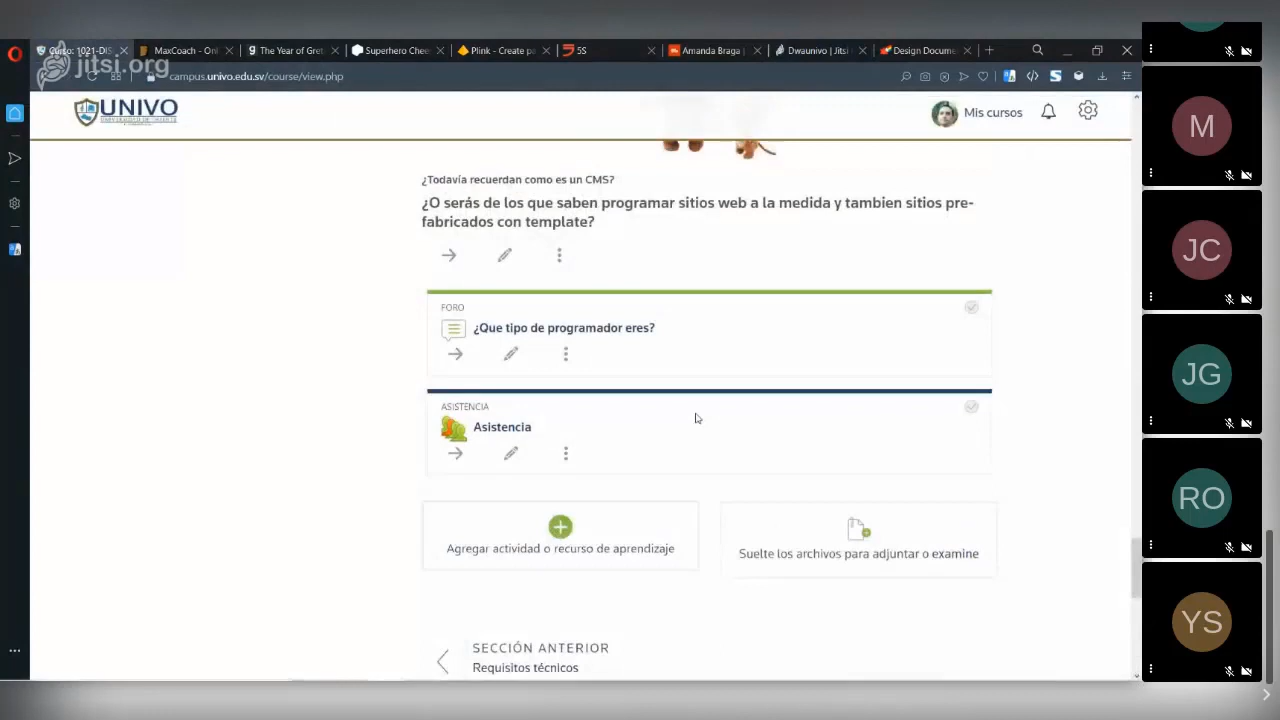 Curso: 1021-DIS
MaxCoach - Onl
The Year of Gret
Superhero Chee
Plink - Create pa
5S
Amanda Braga
Dwaunivo | Jitsi
Design Docume
jitsi.org
campus.univo.edu.sv/course/view.php
UNIVO
Mis cursos
¿Todavía recuerdan como es un CMS?
¿O serás de los que saben programar sitios web a la medida y tambien sitios pre-
fabricados con template?
FORO
¿Que tipo de programador eres?
ASISTENCIA
Asistencia
Agregar actividad o recurso de aprendizaje
Suelte los archivos para adjuntar o examine
SECCIÓN ANTERIOR
Requisitos técnicos
M
JC
JG
RO
YS